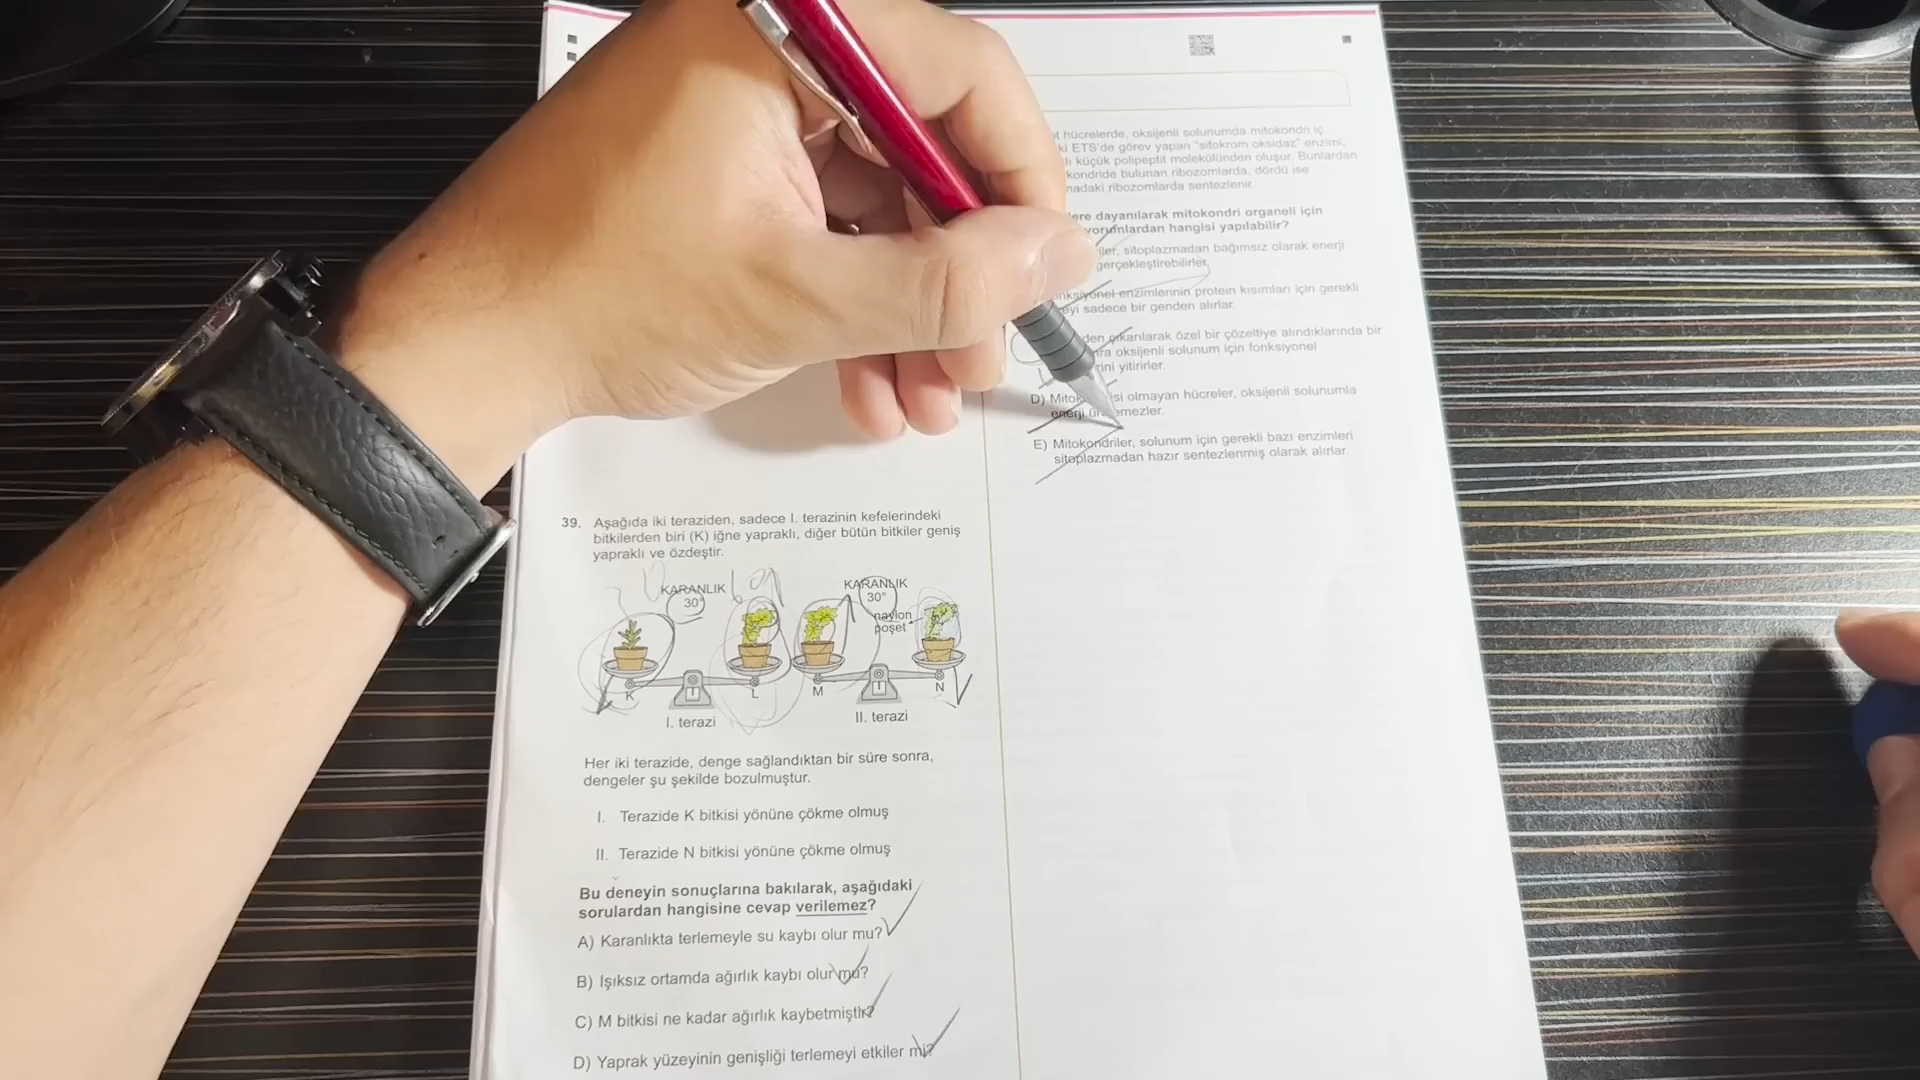 39. Aşağıda iki teraziden, sadece I. terazinin kefelerindeki
bitkilerden biri (K) iğne yapraklı, diğer bütün bitkiler geniş
yapraklı ve özdeştir.
KARANLIK
30°
KARANLIK
30°
naylon
poşet
K
L
M
N
I. terazi
II. terazi
Her iki terazide, denge sağlandıktan bir süre sonra,
dengeler şu şekilde bozulmuştur.
I. Terazide K bitkisi yönüne çökme olmuş
II. Terazide N bitkisi yönüne çökme olmuş
Bu deneyin sonuçlarına bakılarak, aşağıdaki
sorulardan hangisine cevap verilemez?
A) Karanlıkta terlemeyle su kaybı olur mu?
B) Işıksız ortamda ağırlık kaybı olur mu?
C) M bitkisi ne kadar ağırlık kaybetmiştir?
D) Yaprak yüzeyinin genişliği terlemeyi etkiler mi?
hücrelerde, oksijenli solunumda mitokondri iç
ETS'de görev yapan "sitokrom oksidaz" enzimi,
küçük polipeptit molekülünden oluşur. Bunlardan
bulunan ribozomlarda, dördü ise
ribozomlarda sentezlenir.
dayanılarak mitokondri organeli için
hangisi yapılabilir?
sitoplazmadan bağımsız olarak enerji
gerçekleştirebilirler.
enzimlerinin protein kısımları için gerekli
sadece bir genden alırlar.
çıkarılarak özel bir çözeltiye alındıklarında bir
oksijenli solunum için fonksiyonel
yitirirler.
D) olmayan hücreler, oksijenli solunumla
enerji
E) Mitokondriler, solunum için gerekli bazı enzimleri
sitoplazmadan hazır sentezlenmiş olarak alırlar.